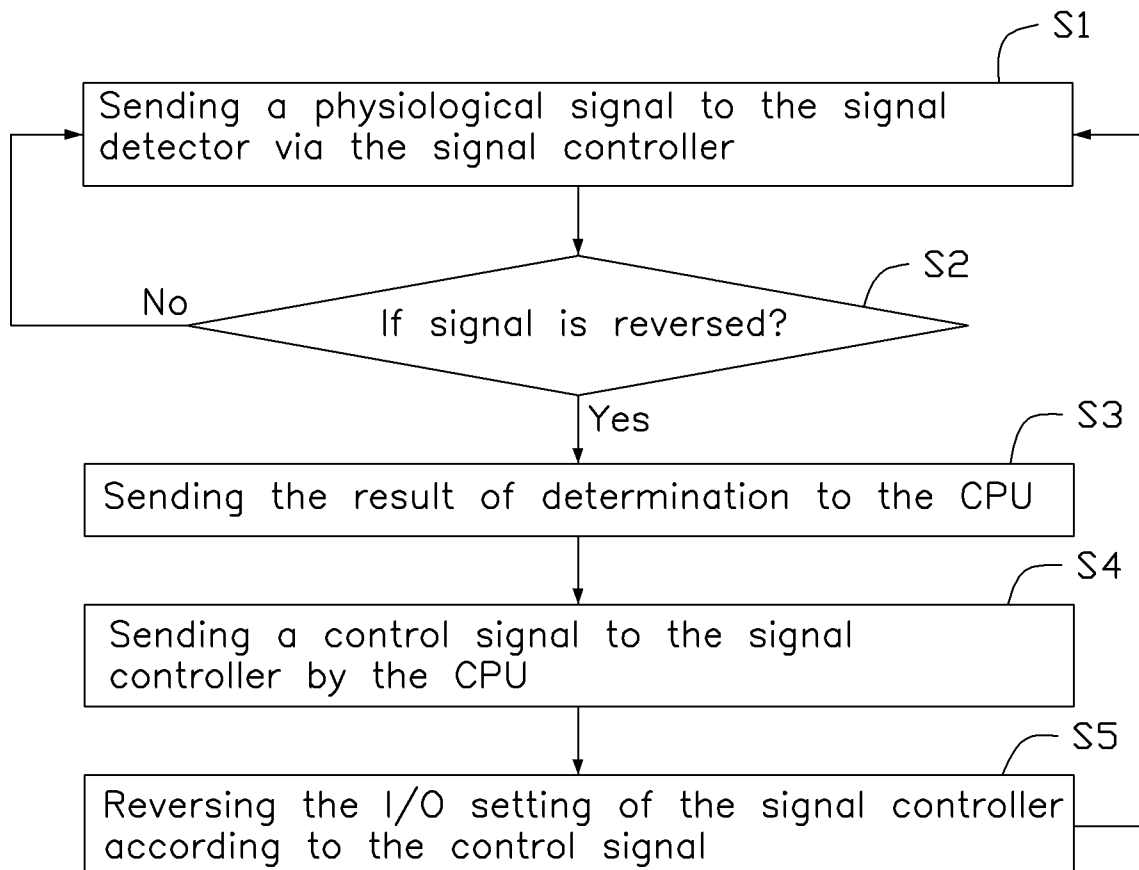 S1
Sending a physiological signal to the signal
detector via the signal controller
S2
No
If signal is reversed?
Yes
S3
Sending the result of determination to the CPU
S4
Sending a control signal to the signal
controller by the CPU
S5
Reversing the I/O setting of the signal controller
according to the control signal